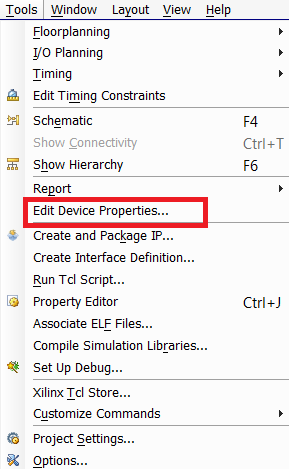 Tools Window Layout View Help
Floorplanning
I/O Planning
Timing
Edit Timing Constraints
Schematic F4
Show Connectivity Ctrl+T
Show Hierarchy F6
Report
Edit Device Properties...
Create and Package IP...
Create Interface Definition...
Run Tcl Script...
Property Editor Ctrl+J
Associate ELF Files...
Compile Simulation Libraries...
Set Up Debug...
Xilinx Tcl Store...
Customize Commands
Project Settings...
Options...